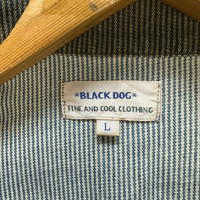 *BLACK DOG*
FINE AND COOL CLOTHING
L